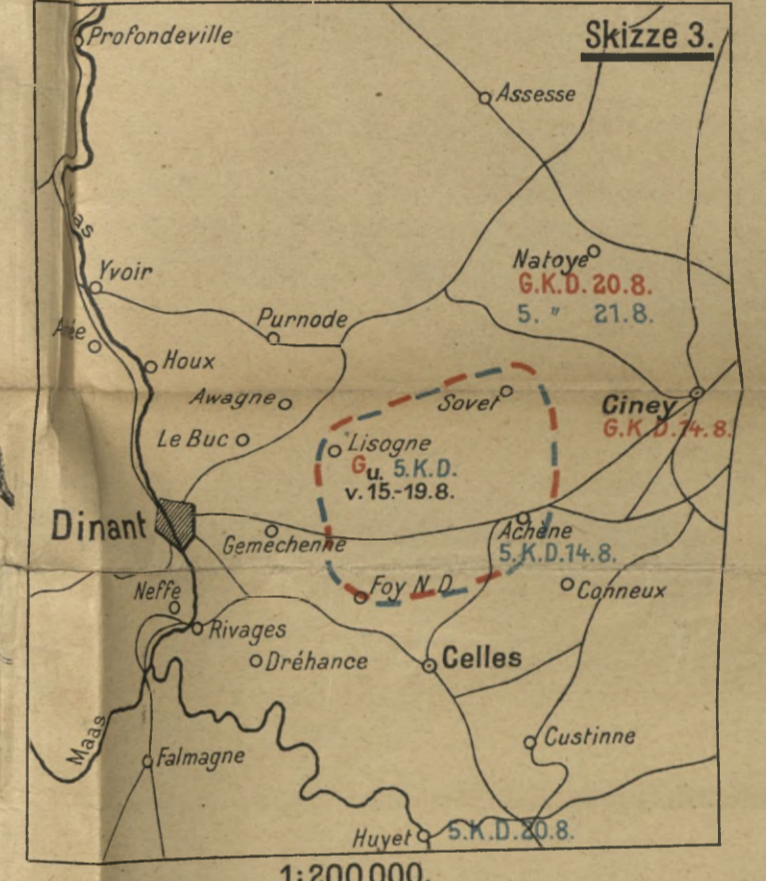 Skizze 3.
Profondeville
Assesse
Natoye
G.K.D. 20.8.
5. " 21.8.
Yvoir
Purnode
Houx
Awagne
Sovet
Ciney
G.K.D.14.8.
Le Buc
Lisogne
G u. 5.K.D.
v. 15.-19.8.
Dinant
Gemechenne
Achêne
5.K.D.14.8.
Neffe
Foy N.D.
Conneux
Rivages
Dréhance
Celles
Maas
Custinne
Falmagne
Huyet
5.K.D.20.8.
1:200000.